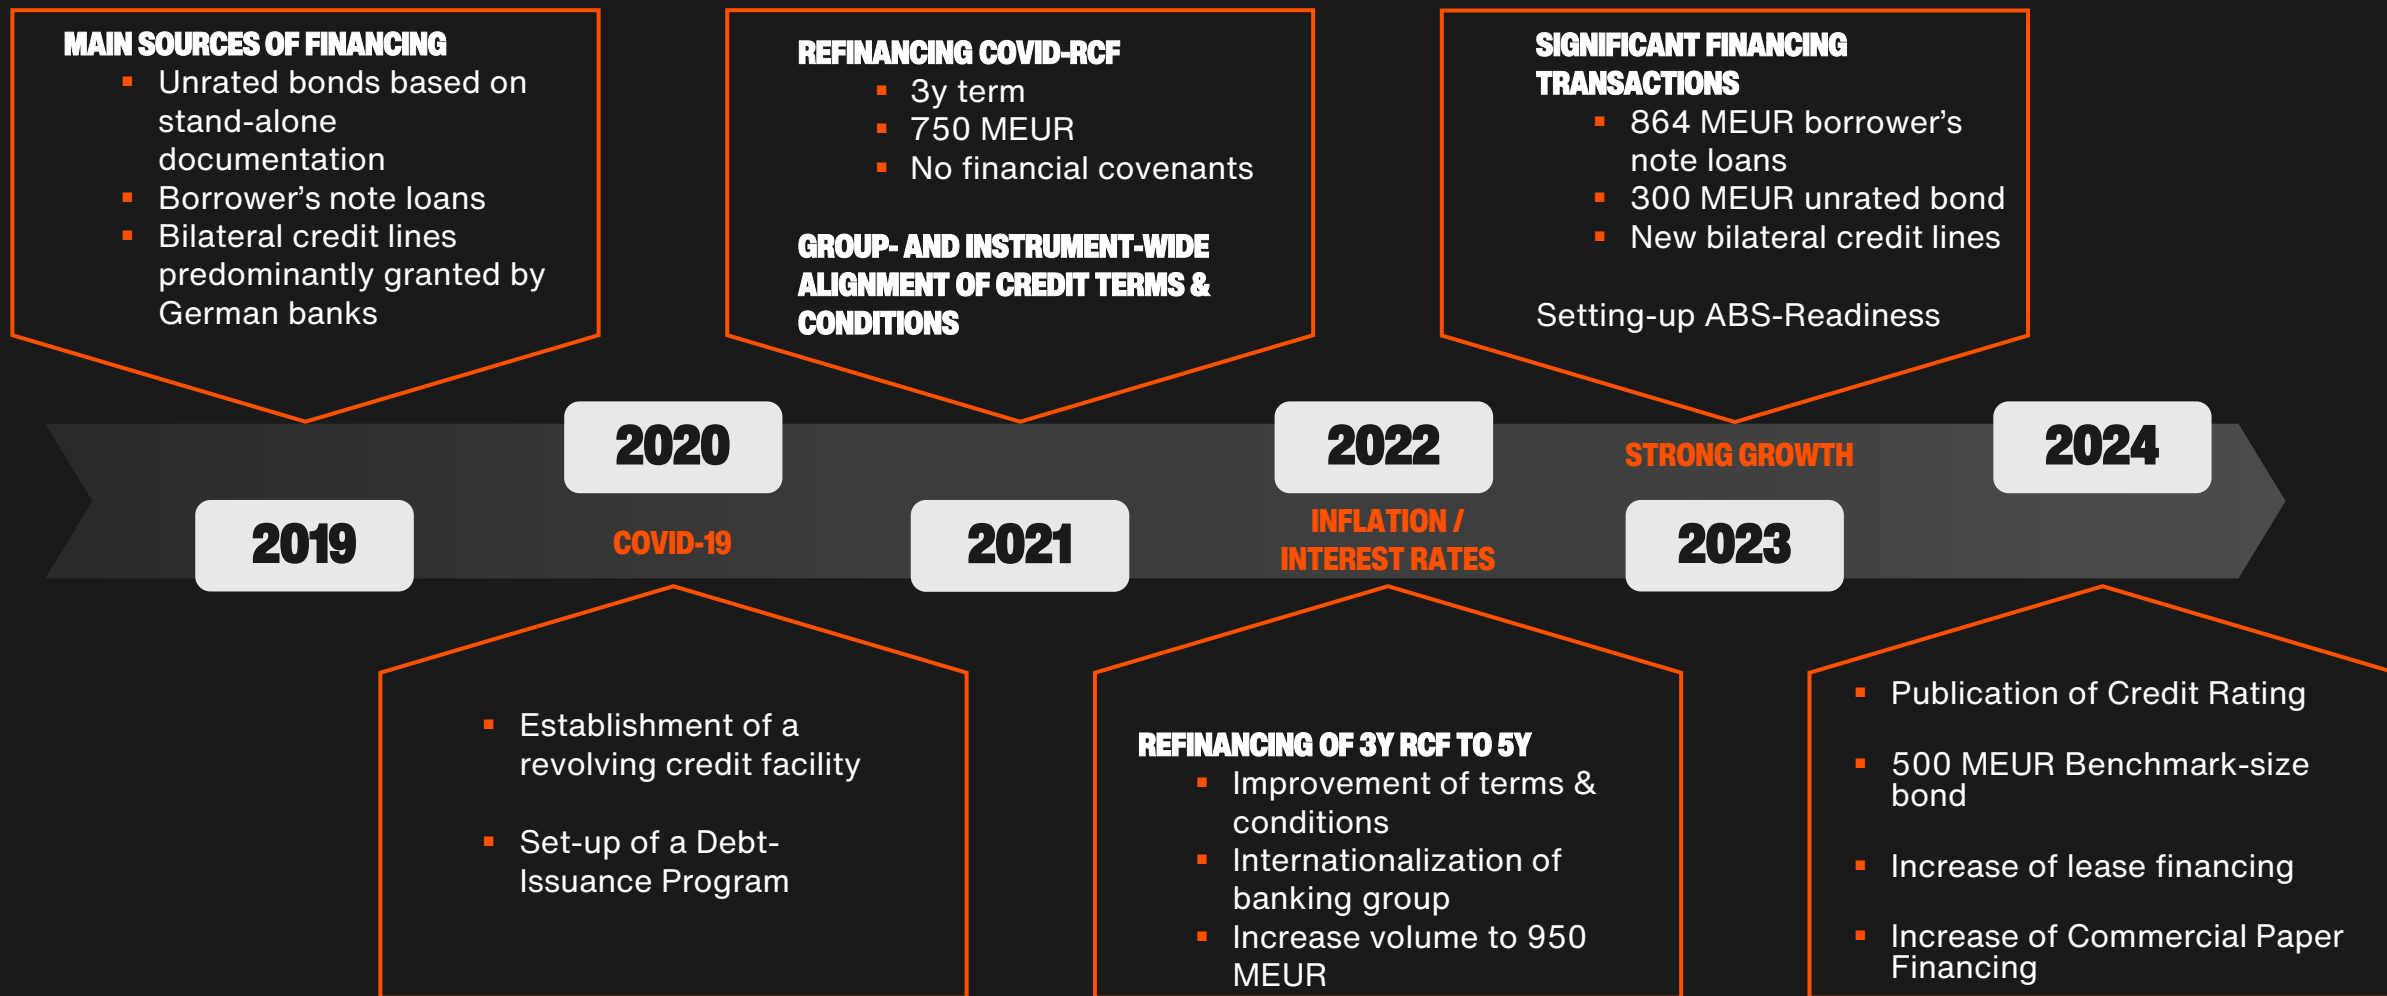 MAIN SOURCES OF FINANCING
▪ Unrated bonds based on
stand-alone
documentation
▪ Borrower’s note loans
▪ Bilateral credit lines
predominantly granted by
German banks
REFINANCING COVID-RCF
▪ 3y term
▪ 750 MEUR
▪ No financial covenants
GROUP- AND INSTRUMENT-WIDE
ALIGNMENT OF CREDIT TERMS &
CONDITIONS
SIGNIFICANT FINANCING
TRANSACTIONS
▪ 864 MEUR borrower’s
note loans
▪ 300 MEUR unrated bond
▪ New bilateral credit lines
Setting-up ABS-Readiness
2019
2020
COVID-19
2021
2022
INFLATION /
INTEREST RATES
STRONG GROWTH
2023
2024
▪ Establishment of a
revolving credit facility
▪ Set-up of a Debt-
Issuance Program
REFINANCING OF 3Y RCF TO 5Y
▪ Improvement of terms &
conditions
▪ Internationalization of
banking group
▪ Increase volume to 950
MEUR
▪ Publication of Credit Rating
▪ 500 MEUR Benchmark-size
bond
▪ Increase of lease financing
▪ Increase of Commercial Paper
Financing